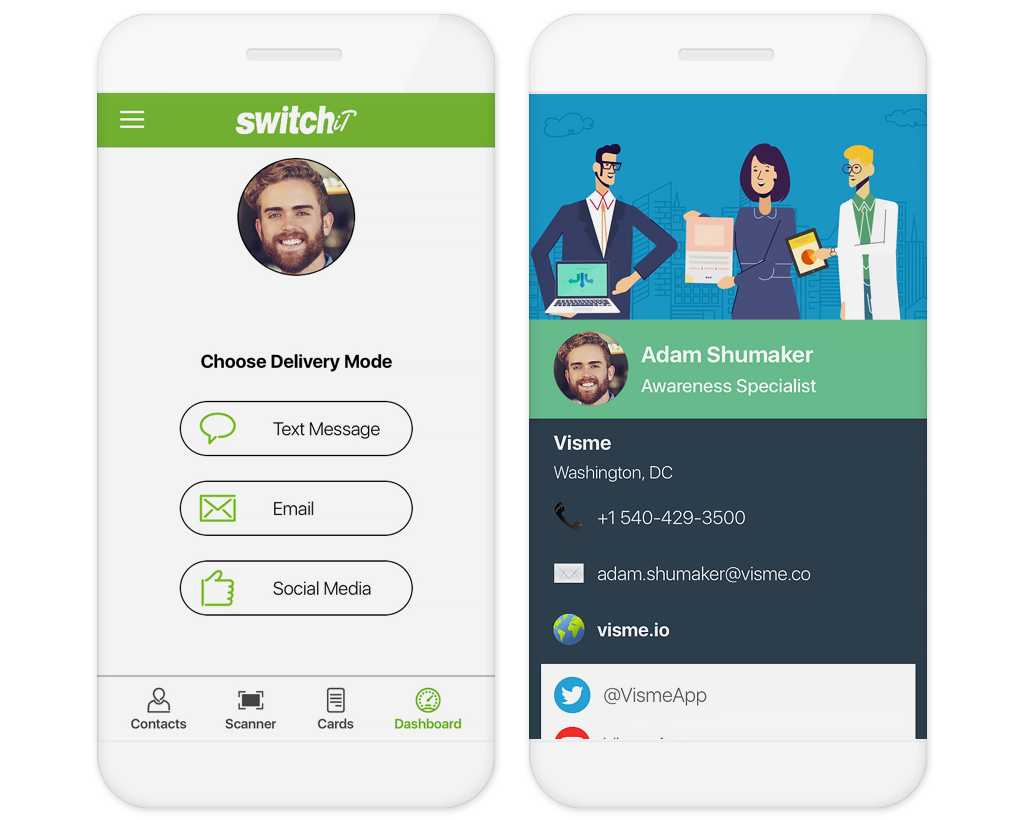 switchiT
Choose Delivery Mode
Text Message
Email
Social Media
Contacts
Scanner
Cards
Dashboard
Adam Shumaker
Awareness Specialist
Visme
Washington, DC
+1 540-429-3500
adam.shumaker@visme.co
visme.io
@VismeApp